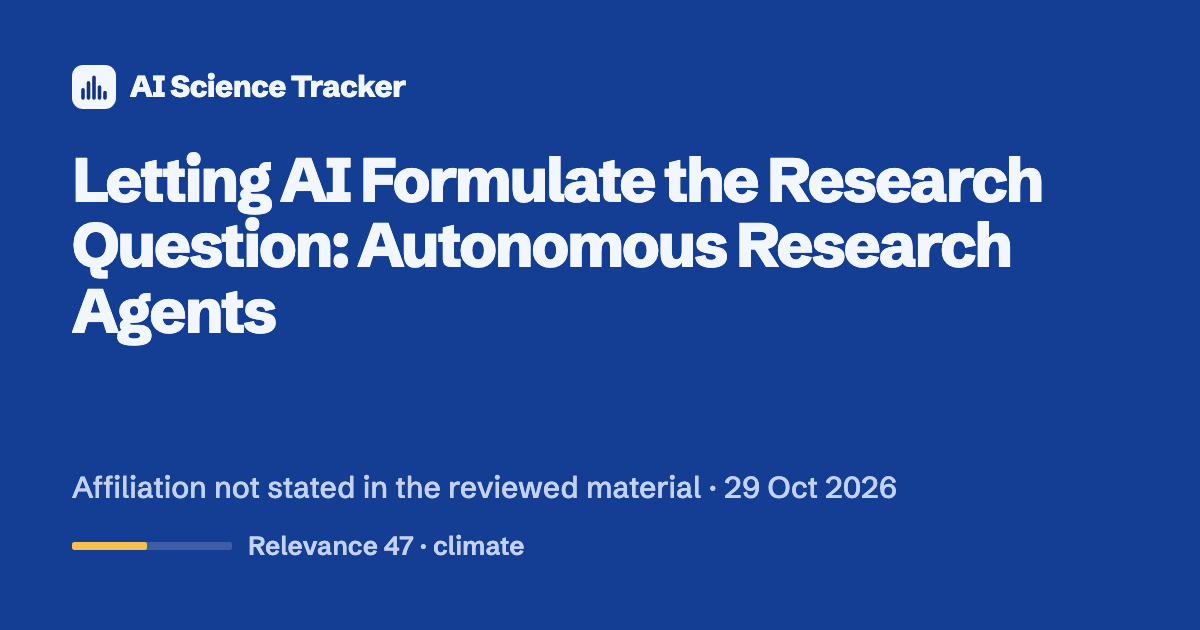 AI Science Tracker
Letting AI Formulate the Research
Question: Autonomous Research
Agents
Affiliation not stated in the reviewed material · 29 Oct 2026
Relevance 47 · climate